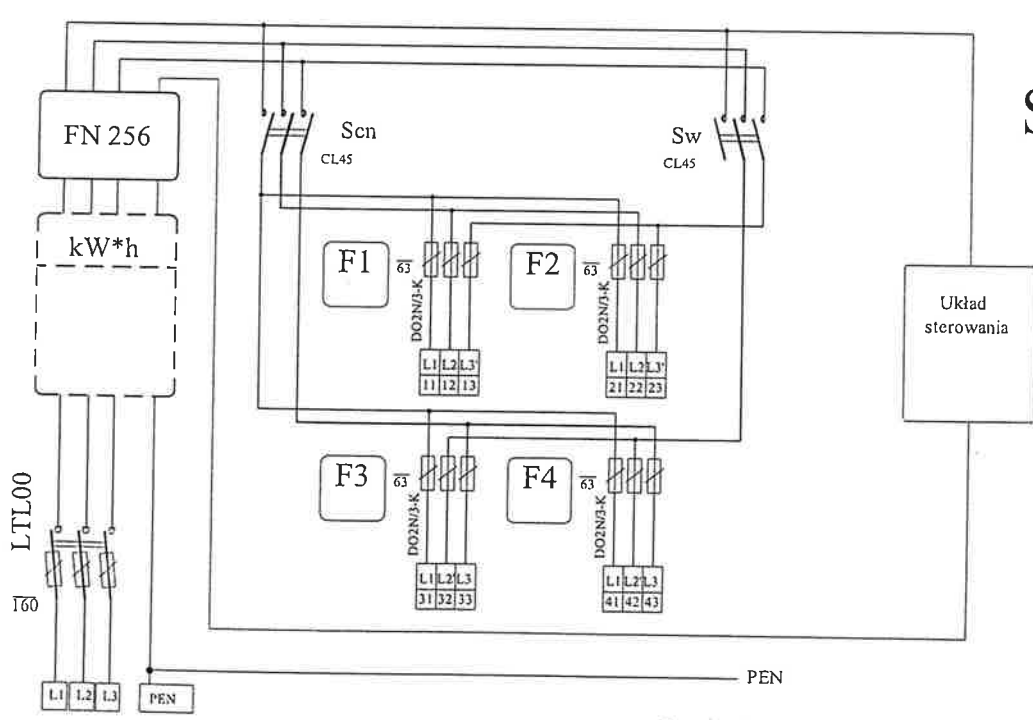 FN 256
kW*h
Scn
CL45
Sw
CL45
F1
63
DO2N/3-K
L1 L2 L3'
11 12 13
F2
63
DO2N/3-K
L1 L2 L3'
21 22 23
Układ
sterowania
F3
63
DO2N/3-K
L1 L2' L3
31 32 33
F4
63
DO2N/3-K
L1 L2' L3
41 42 43
LTL00
160
L1 L2 L3
PEN
PEN